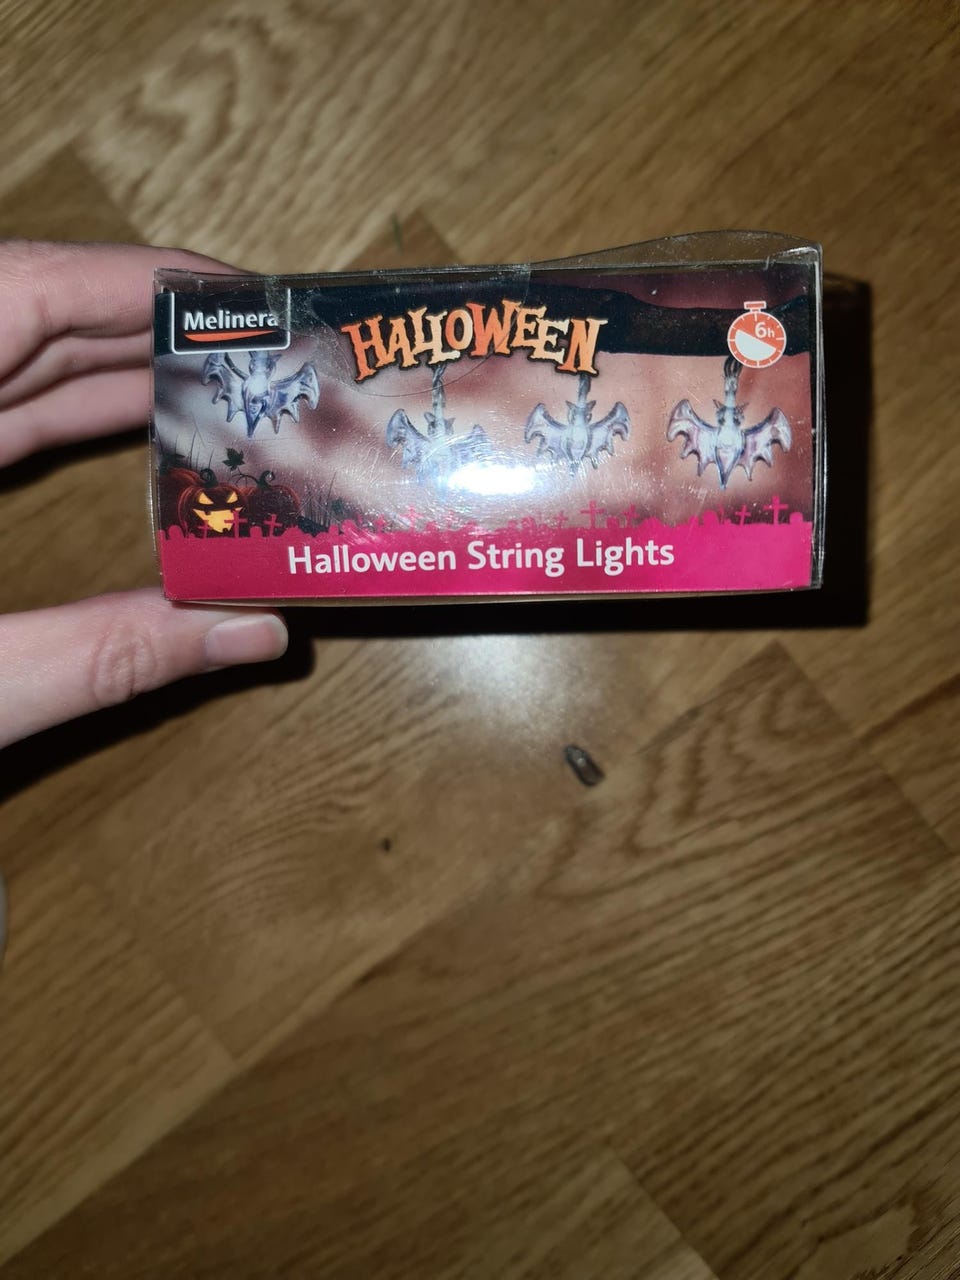 Melinera
HALLOWEEN
6h
Halloween String Lights